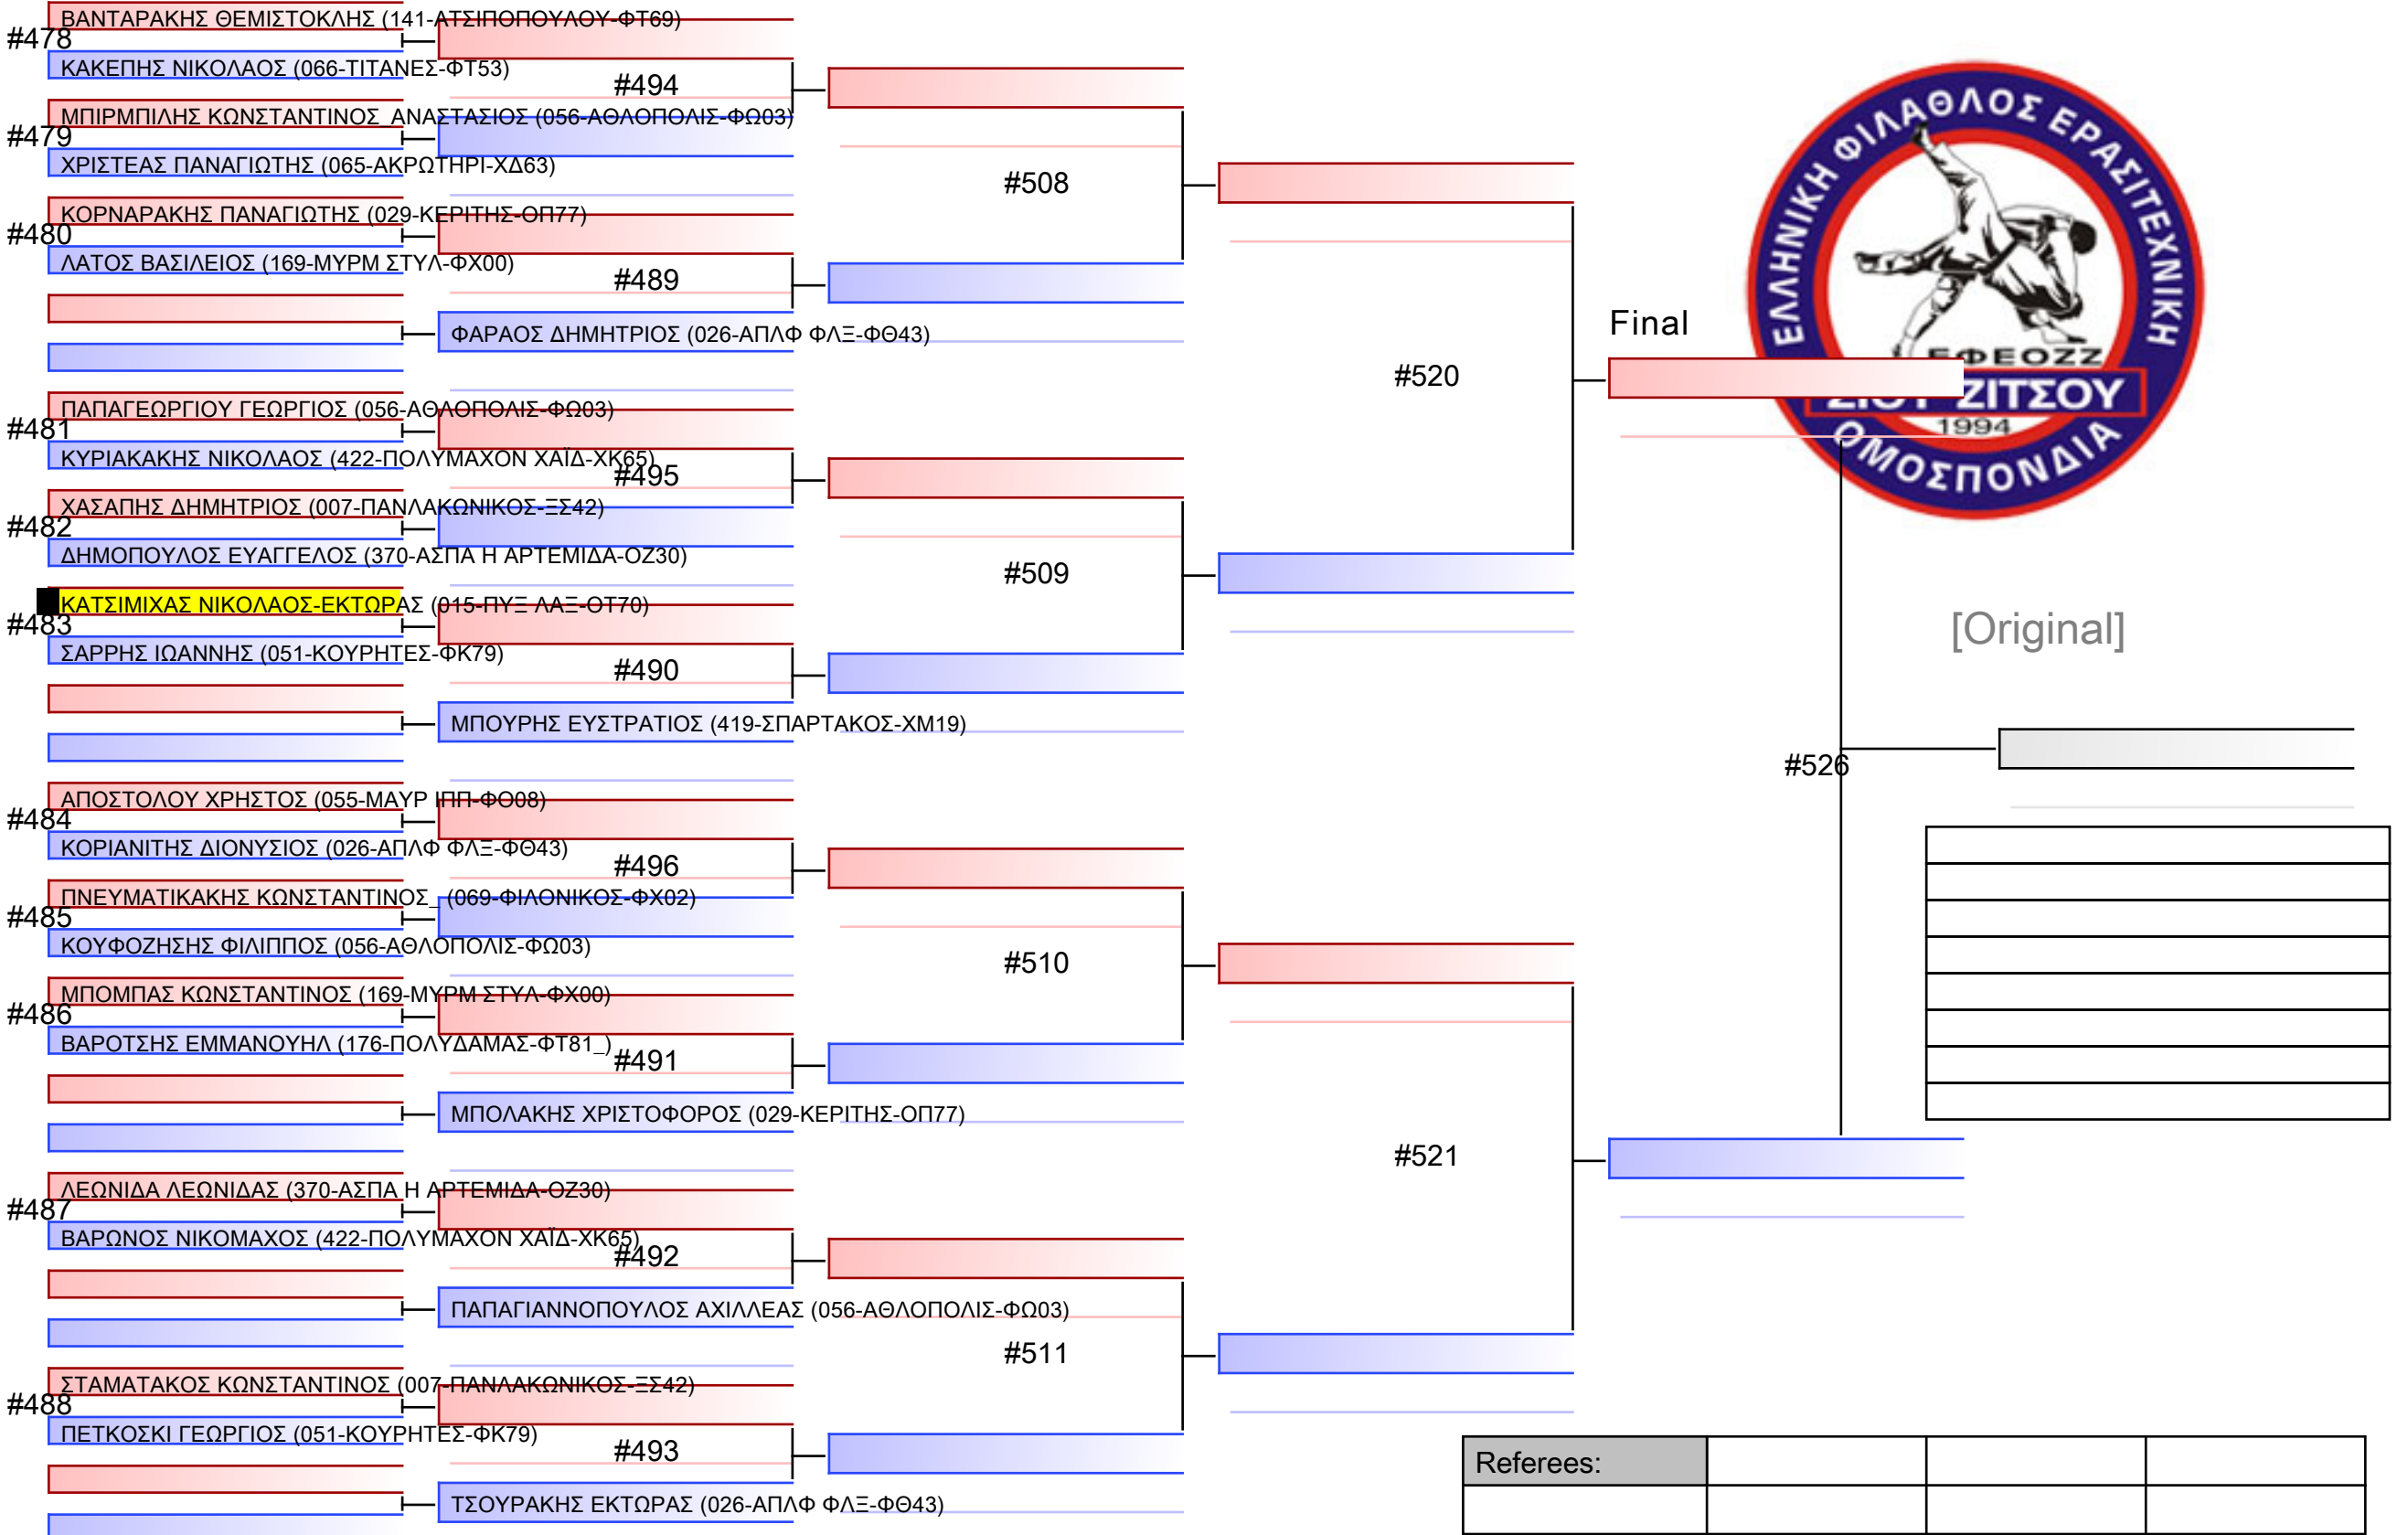 ΒΑΝΤΑΡΑΚΗΣ ΘΕΜΙΣΤΟΚΛΗΣ (141-ΑΤΣΙΠΟΠΟΥΛΟΥ-ΦΤ69)
#478
ΚΑΚΕΠΗΣ ΝΙΚΟΛΑΟΣ (066-ΤΙΤΑΝΕΣ-ΦΤ53)
#494
ΜΠΙΡΜΠΙΛΗΣ ΚΩΝΣΤΑΝΤΙΝΟΣ_ΑΝΑΣΤΑΣΙΟΣ (056-ΑΘΛΟΠΟΛΙΣ-ΦΩ03)
#479
ΧΡΙΣΤΕΑΣ ΠΑΝΑΓΙΩΤΗΣ (065-ΑΚΡΩΤΗΡΙ-ΧΔ63)
#508
ΚΟΡΝΑΡΑΚΗΣ ΠΑΝΑΓΙΩΤΗΣ (029-ΚΕΡΙΤΗΣ-ΟΠ77)
#480
ΛΑΤΟΣ ΒΑΣΙΛΕΙΟΣ (169-ΜΥΡΜ ΣΤΥΛ-ΦΧ00)
#489
ΦΑΡΑΟΣ ΔΗΜΗΤΡΙΟΣ (026-ΑΠΛΦ ΦΛΞ-ΦΘ43)
Final
#520
ΕΛΛΗΝΙΚΗ ΦΙΛΑΘΛΟΣ ΕΡΑΣΙΤΕΧΝΙΚΗ
ΕΦΕΟΖΖ
ΖΙΟΥ ΖΙΤΣΟΥ
1994
ΟΜΟΣΠΟΝΔΙΑ
ΠΑΠΑΓΕΩΡΓΙΟΥ ΓΕΩΡΓΙΟΣ (056-ΑΘΛΟΠΟΛΙΣ-ΦΩ03)
#481
ΚΥΡΙΑΚΑΚΗΣ ΝΙΚΟΛΑΟΣ (422-ΠΟΛΥΜΑΧΟΝ ΧΑΪΔ-ΧΚ65)
#495
ΧΑΣΑΠΗΣ ΔΗΜΗΤΡΙΟΣ (007-ΠΑΝΛΑΚΩΝΙΚΟΣ-ΞΣ42)
#482
ΔΗΜΟΠΟΥΛΟΣ ΕΥΑΓΓΕΛΟΣ (370-ΑΣΠΑ Η ΑΡΤΕΜΙΔΑ-ΟΖ30)
#509
ΚΑΤΣΙΜΙΧΑΣ ΝΙΚΟΛΑΟΣ-ΕΚΤΩΡΑΣ (015-ΠΥΞ ΛΑΞ-ΟΤ70)
#483
[Original]
ΣΑΡΡΗΣ ΙΩΑΝΝΗΣ (051-ΚΟΥΡΗΤΕΣ-ΦΚ79)
#490
ΜΠΟΥΡΗΣ ΕΥΣΤΡΑΤΙΟΣ (419-ΣΠΑΡΤΑΚΟΣ-ΧΜ19)
#526
ΑΠΟΣΤΟΛΟΥ ΧΡΗΣΤΟΣ (055-ΜΑΥΡ ΙΠΠ-ΦΟ08)
#484
ΚΟΡΙΑΝΙΤΗΣ ΔΙΟΝΥΣΙΟΣ (026-ΑΠΛΦ ΦΛΞ-ΦΘ43)
#496
ΠΝΕΥΜΑΤΙΚΑΚΗΣ ΚΩΝΣΤΑΝΤΙΝΟΣ_ (069-ΦΙΛΟΝΙΚΟΣ-ΦΧ02)
#485
ΚΟΥΦΟΖΗΣΗΣ ΦΙΛΙΠΠΟΣ (056-ΑΘΛΟΠΟΛΙΣ-ΦΩ03)
#510
ΜΠΟΜΠΑΣ ΚΩΝΣΤΑΝΤΙΝΟΣ (169-ΜΥΡΜ ΣΤΥΛ-ΦΧ00)
#486
ΒΑΡΟΤΣΗΣ ΕΜΜΑΝΟΥΗΛ (176-ΠΟΛΥΔΑΜΑΣ-ΦΤ81_)
#491
ΜΠΟΛΑΚΗΣ ΧΡΙΣΤΟΦΟΡΟΣ (029-ΚΕΡΙΤΗΣ-ΟΠ77)
#521
ΛΕΩΝΙΔΑ ΛΕΩΝΙΔΑΣ (370-ΑΣΠΑ Η ΑΡΤΕΜΙΔΑ-ΟΖ30)
#487
ΒΑΡΩΝΟΣ ΝΙΚΟΜΑΧΟΣ (422-ΠΟΛΥΜΑΧΟΝ ΧΑΪΔ-ΧΚ65)
#492
ΠΑΠΑΓΙΑΝΝΟΠΟΥΛΟΣ ΑΧΙΛΛΕΑΣ (056-ΑΘΛΟΠΟΛΙΣ-ΦΩ03)
#511
ΣΤΑΜΑΤΑΚΟΣ ΚΩΝΣΤΑΝΤΙΝΟΣ (007-ΠΑΝΛΑΚΩΝΙΚΟΣ-ΞΣ42)
#488
ΠΕΤΚΟΣΚΙ ΓΕΩΡΓΙΟΣ (051-ΚΟΥΡΗΤΕΣ-ΦΚ79)
#493
Referees:
ΤΣΟΥΡΑΚΗΣ ΕΚΤΩΡΑΣ (026-ΑΠΛΦ ΦΛΞ-ΦΘ43)